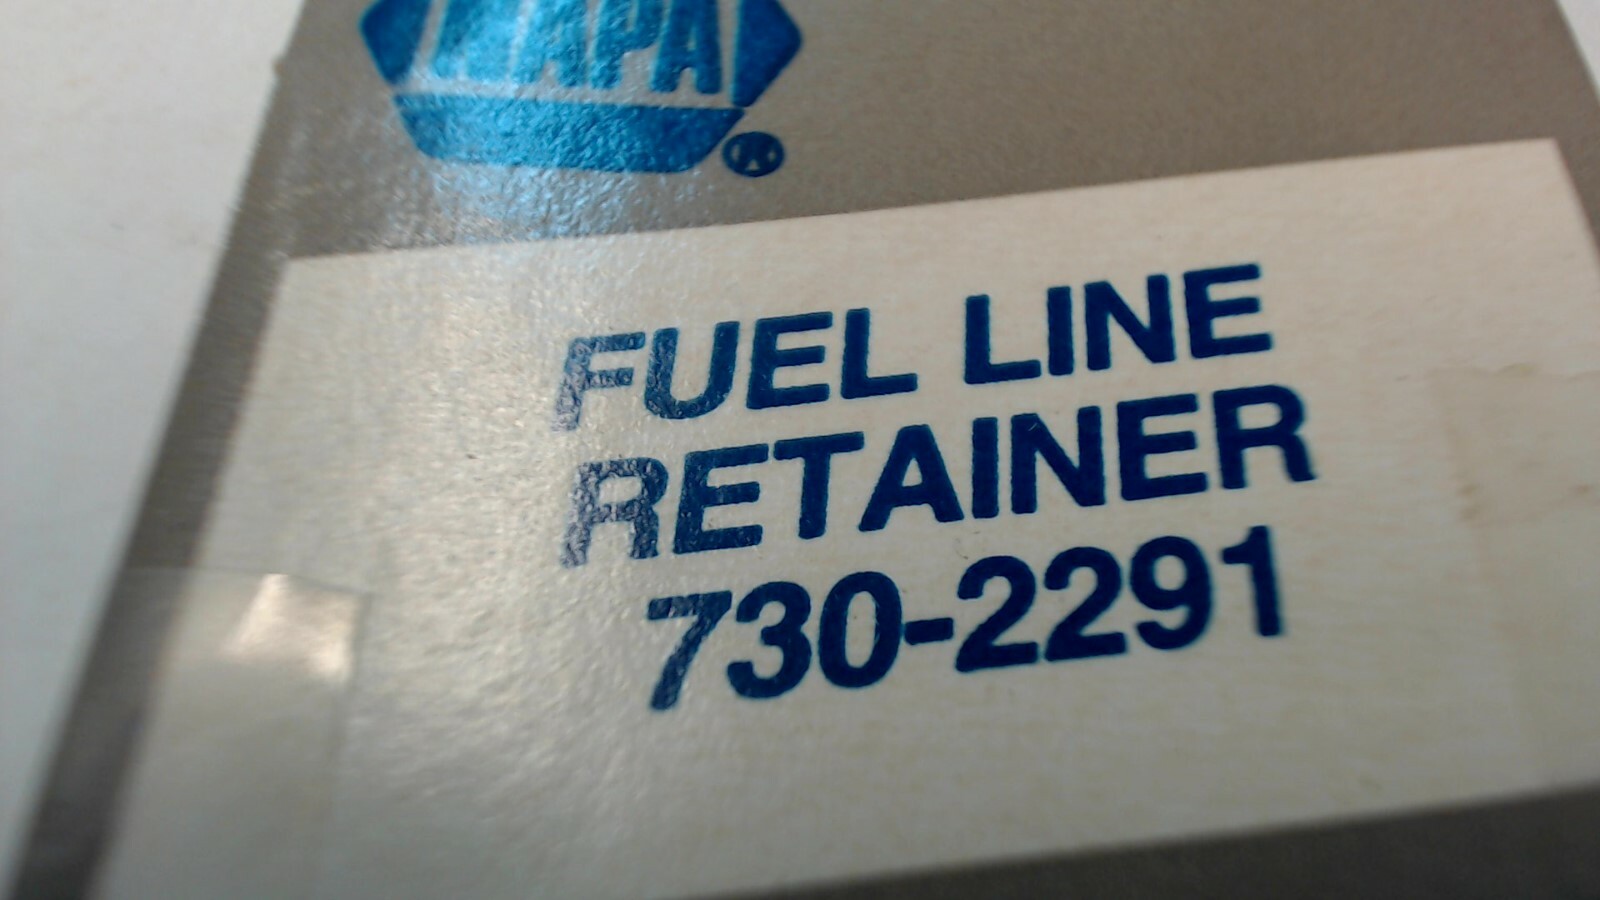 NAPA
FUEL LINE
RETAINER
730-2291